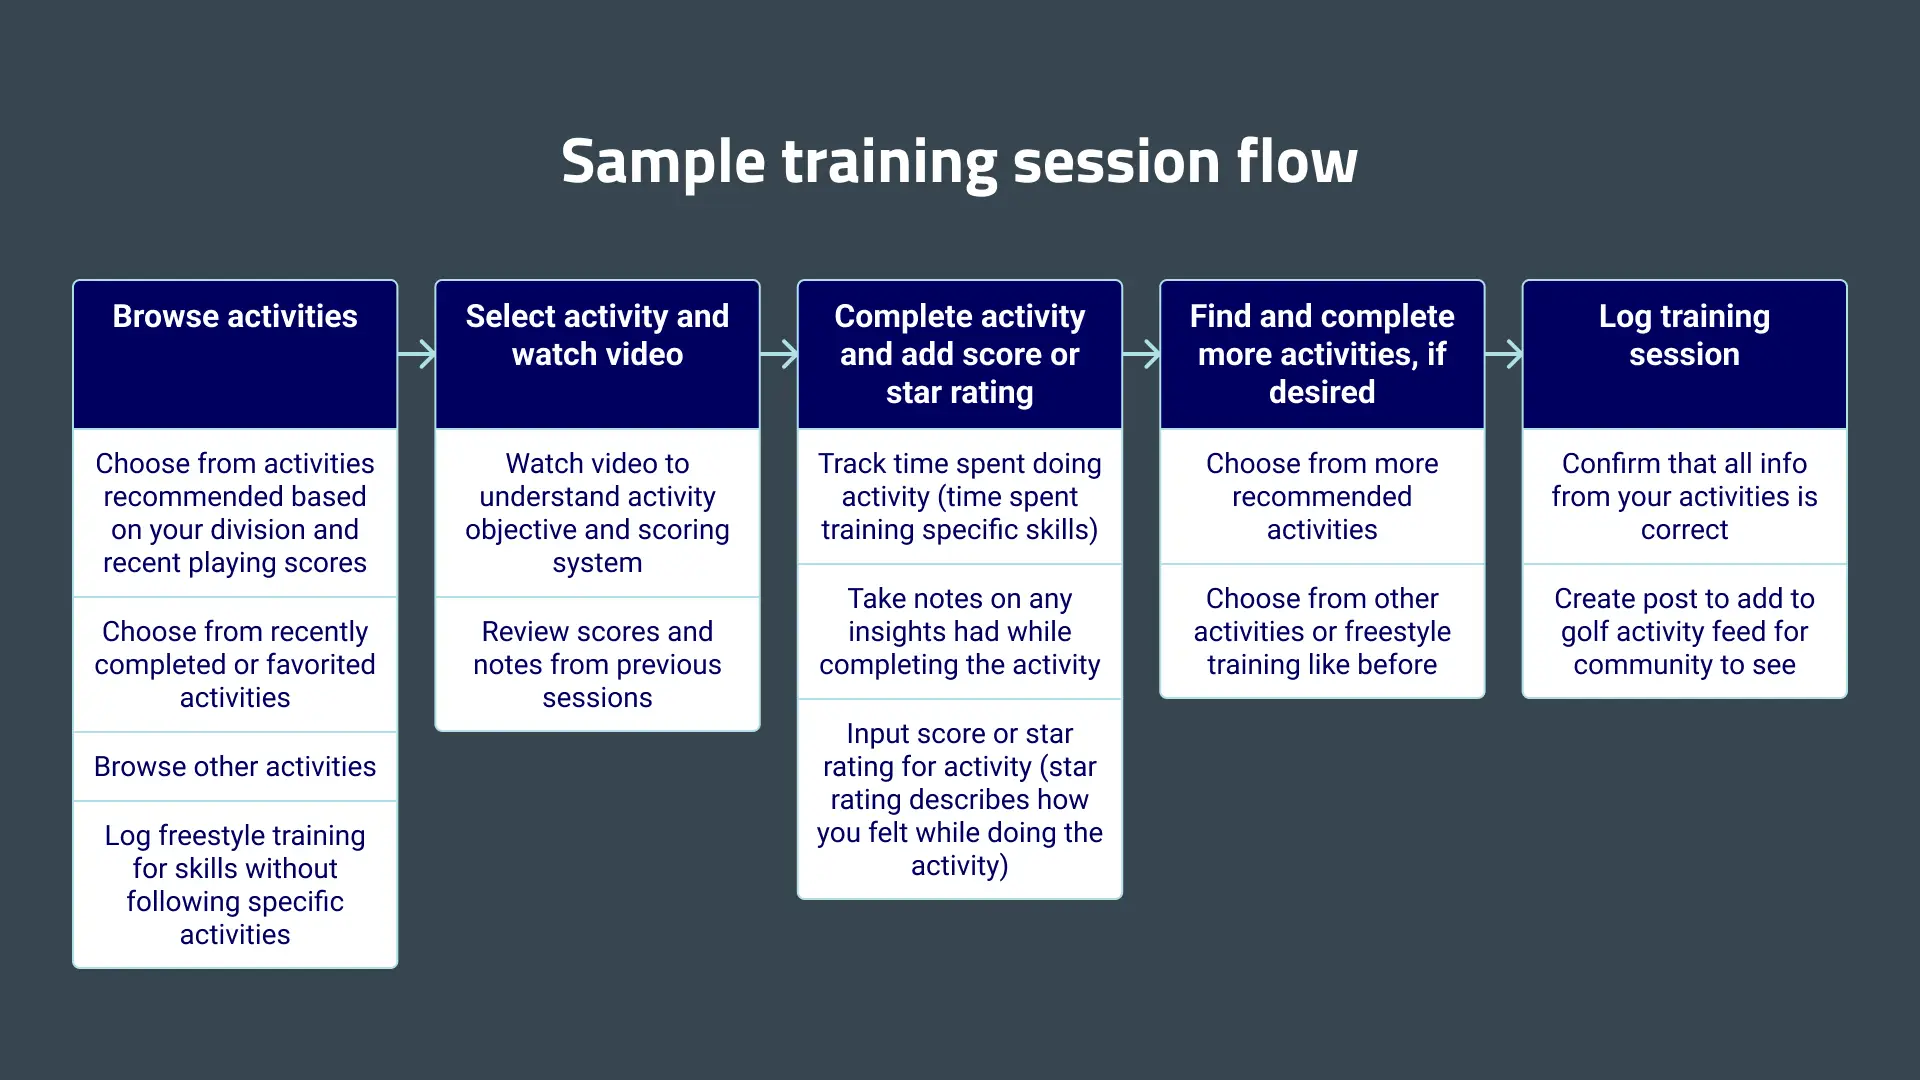 Sample training session flow
Browse activities
Choose from activities
recommended based
on your division and
recent playing scores
Choose from recently
completed or favorited
activities
Browse other activities
Log freestyle training
for skills without
following specific
activities
Select activity and
watch video
Watch video to
understand activity
objective and scoring
system
Review scores and
notes from previous
sessions
Complete activity
and add score or
star rating
Track time spent doing
activity (time spent
training specific skills)
Take notes on any
insights had while
completing the activity
Input score or star
rating for activity (star
rating describes how
you felt while doing the
activity)
Find and complete
more activities, if
desired
Choose from more
recommended
activities
Choose from other
activities or freestyle
training like before
Log training
session
Confirm that all info
from your activities is
correct
Create post to add to
golf activity feed for
community to see